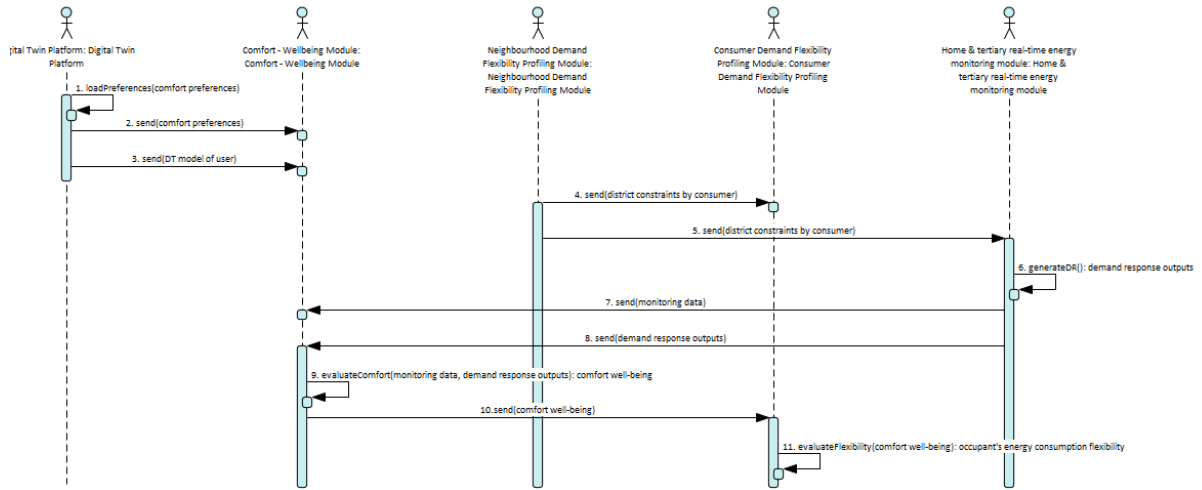 gital Twin Platform: Digital Twin
Platform
Comfort - Wellbeing Module:
Comfort - Wellbeing Module
Neighbourhood Demand
Flexibility Profiling Module:
Neighbourhood Demand
Flexibility Profiling Module
Consumer Demand Flexibility
Profiling Module: Consumer
Demand Flexibility Profiling
Module
Home & tertiary real-time energy
monitoring module: Home &
tertiary real-time energy
monitoring module
1. loadPreferences(comfort preferences)
2. send(comfort preferences)
3. send(DT model of user)
4. send(district constraints by consumer)
5. send(district constraints by consumer)
6. generateDR(): demand response outputs
7. send(monitoring data)
8. send(demand response outputs)
9. evaluateComfort(monitoring data, demand response outputs): comfort well-being
10.send(comfort well-being)
11. evaluateFlexibility(comfort well-being): occupant's energy consumption flexibility